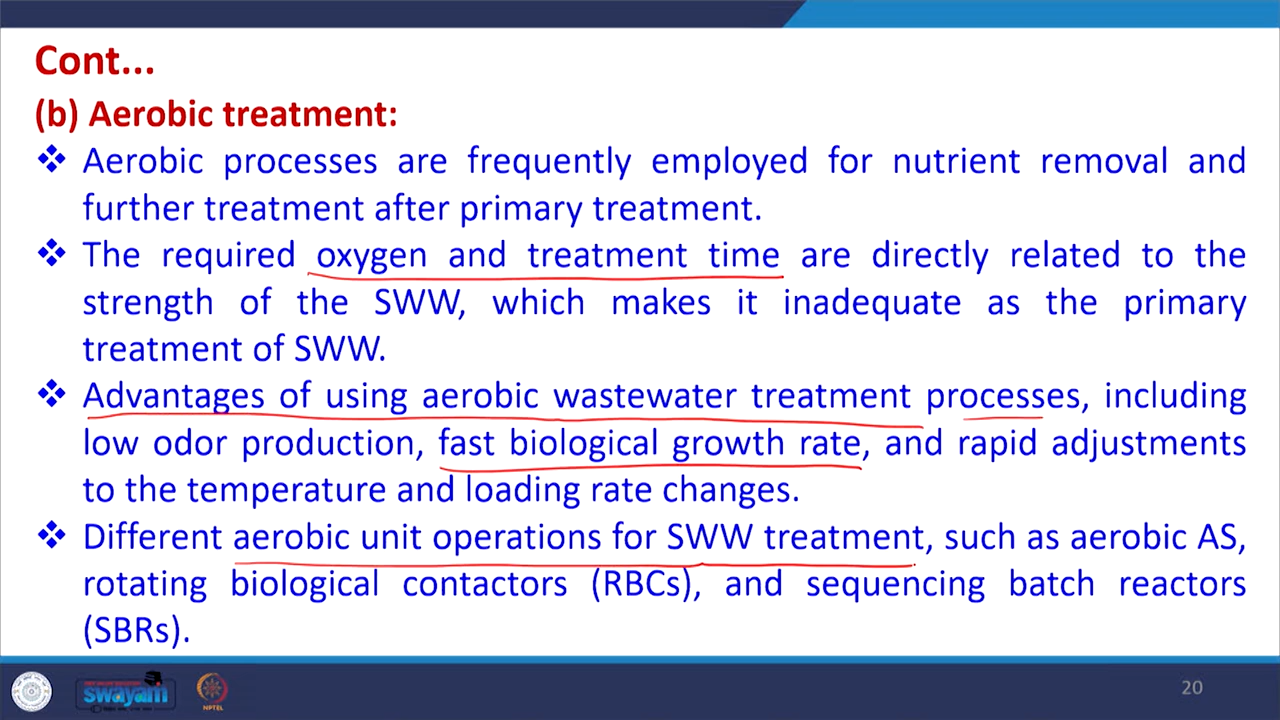 Cont...
(b) Aerobic treatment:
❖ Aerobic processes are frequently employed for nutrient removal and
further treatment after primary treatment.
❖ The required oxygen and treatment time are directly related to the
strength of the SWW, which makes it inadequate as the primary
treatment of SWW.
❖ Advantages of using aerobic wastewater treatment processes, including
low odor production, fast biological growth rate, and rapid adjustments
to the temperature and loading rate changes.
❖ Different aerobic unit operations for SWW treatment, such as aerobic AS,
rotating biological contactors (RBCs), and sequencing batch reactors
(SBRs).
swayam
NPTEL
20